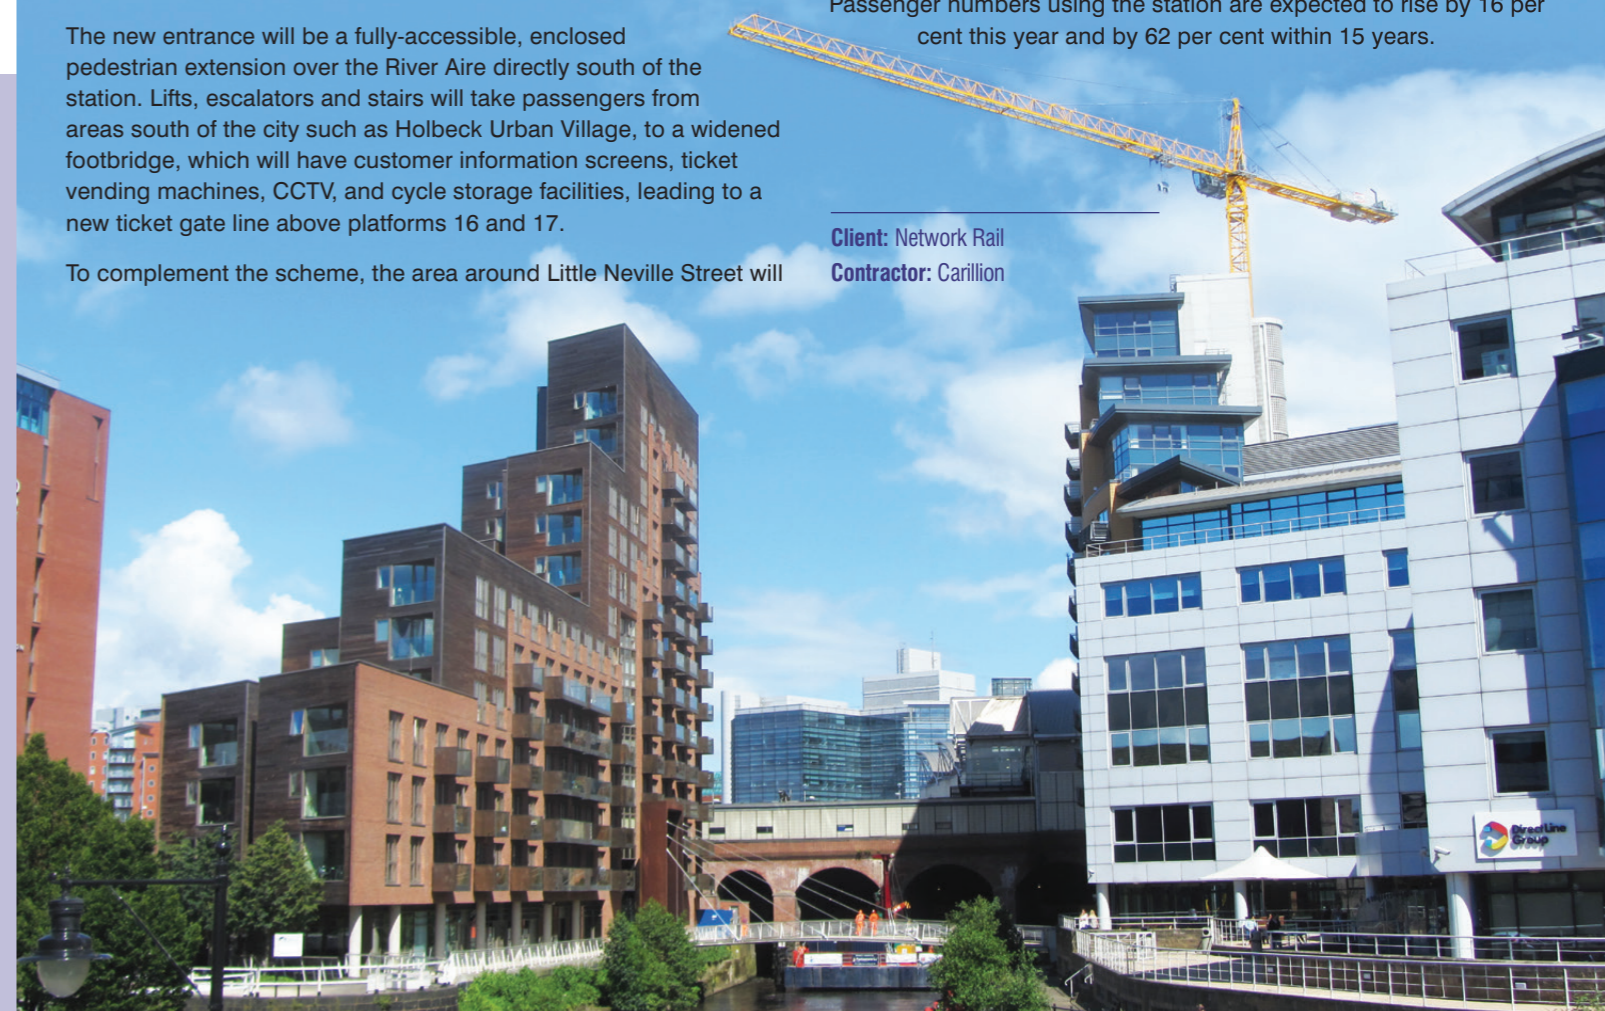 The new entrance will be a fully-accessible, enclosed
pedestrian extension over the River Aire directly south of the
station. Lifts, escalators and stairs will take passengers from
areas south of the city such as Holbeck Urban Village, to a widened
footbridge, which will have customer information screens, ticket
vending machines, CCTV, and cycle storage facilities, leading to a
new ticket gate line above platforms 16 and 17.
To complement the scheme, the area around Little Neville Street will
Passenger numbers using the station are expected to rise by 16 per
cent this year and by 62 per cent within 15 years.
Client: Network Rail
Contractor: Carillion
Direct Line
Group